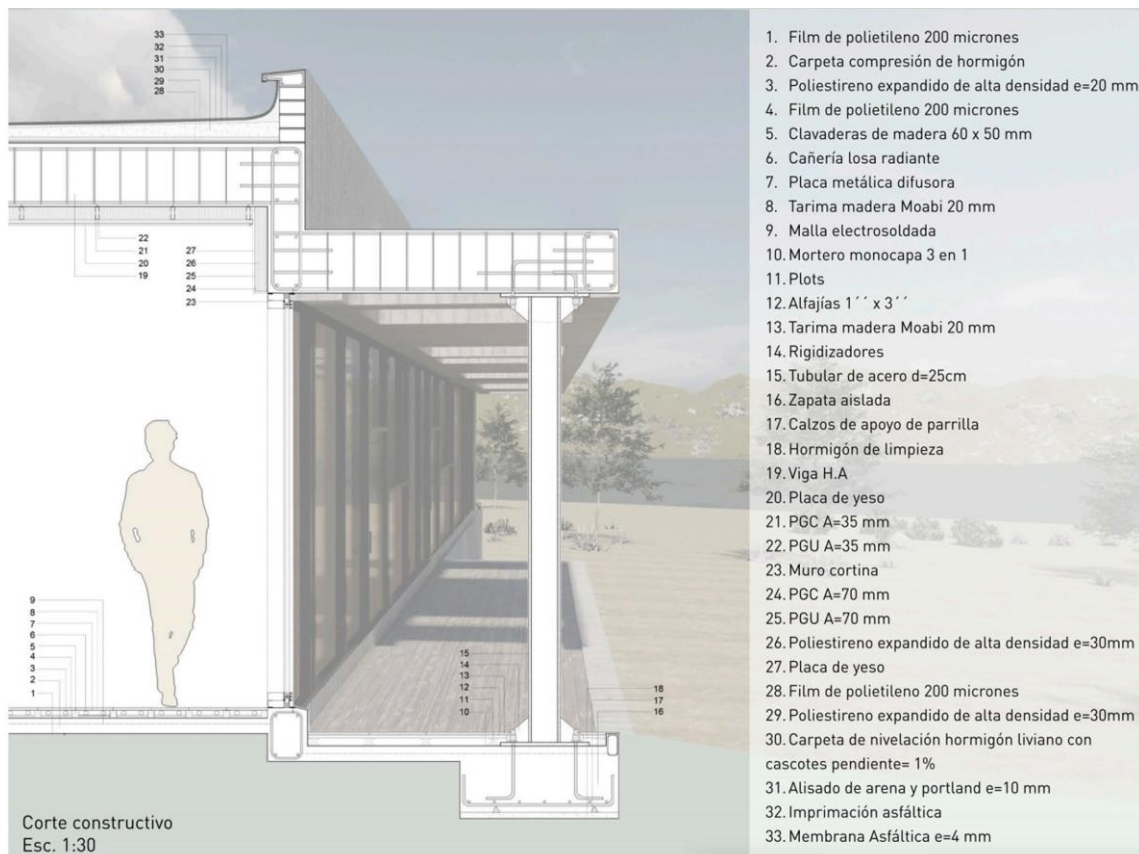 33
32
31
30
29
28
22
21
20
19
27
26
25
24
23
9
8
7
6
5
4
3
2
1
15
14
13
12
11
10
18
17
16
Corte constructivo
Esc. 1:30
1. Film de polietileno 200 micrones
2. Carpeta compresión de hormigón
3. Poliestireno expandido de alta densidad e=20 mm
4. Film de polietileno 200 micrones
5. Clavaderas de madera 60 x 50 mm
6. Cañería losa radiante
7. Placa metálica difusora
8. Tarima madera Moabi 20 mm
9. Malla electrosoldada
10. Mortero monocapa 3 en 1
11. Plots
12. Alfajías 1´´ x 3´´
13. Tarima madera Moabi 20 mm
14. Rigidizadores
15. Tubular de acero d=25cm
16. Zapata aislada
17. Calzos de apoyo de parrilla
18. Hormigón de limpieza
19. Viga H.A
20. Placa de yeso
21. PGC A=35 mm
22. PGU A=35 mm
23. Muro cortina
24. PGC A=70 mm
25. PGU A=70 mm
26. Poliestireno expandido de alta densidad e=30mm
27. Placa de yeso
28. Film de polietileno 200 micrones
29. Poliestireno expandido de alta densidad e=30mm
30. Carpeta de nivelación hormigón liviano con
cascotes pendiente= 1%
31. Alisado de arena y portland e=10 mm
32. Imprimación asfáltica
33. Membrana Asfáltica e=4 mm